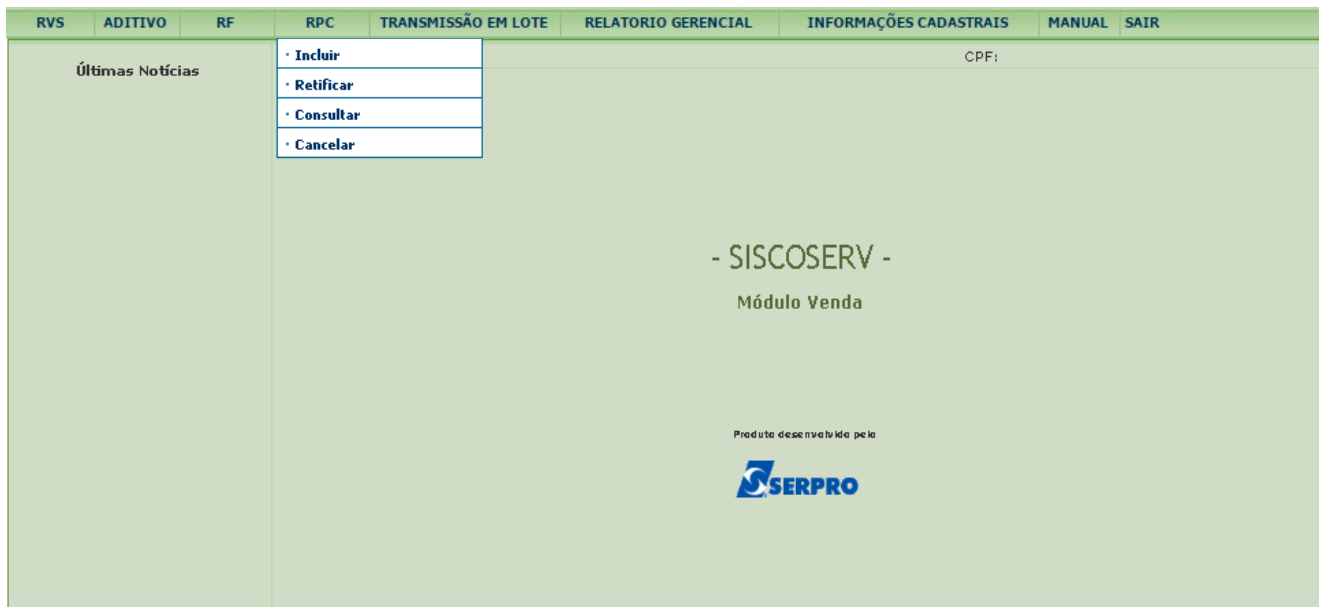 RVS ADITIVO RF RPC TRANSMISSÃO EM LOTE RELATORIO GERENCIAL INFORMAÇÕES CADASTRAIS MANUAL SAIR
· Incluir
· Retificar
· Consultar
· Cancelar
Últimas Notícias
CPF:
- SISCOSERV -
Módulo Venda
Produto desenvolvido pelo
SERPRO